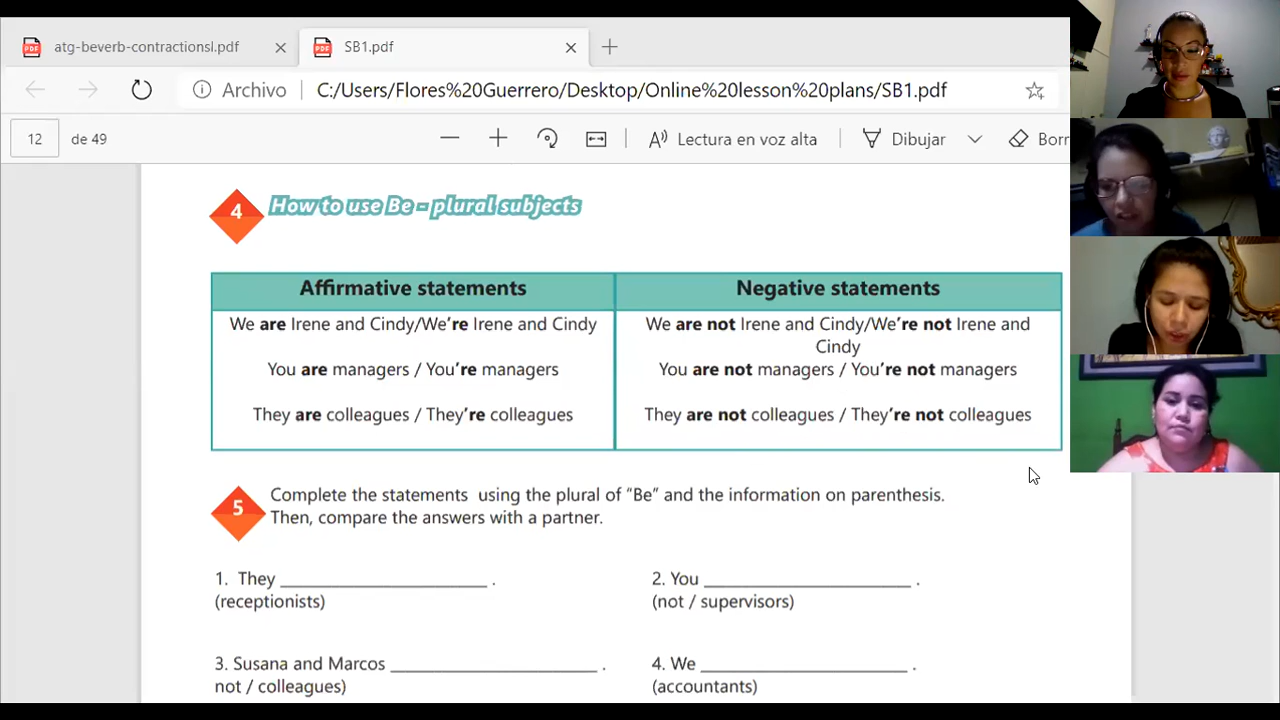 atg-beverb-contractionsl.pdf
SB1.pdf
Archivo
C:/Users/Flores%20Guerrero/Desktop/Online%20lesson%20plans/SB1.pdf
12
de 49
Lectura en voz alta
Dibujar
Borr
4
How to use Be - plural subjects
Affirmative statements
Negative statements
We are Irene and Cindy/We're Irene and Cindy
We are not Irene and Cindy/We're not Irene and
Cindy
You are managers / You're managers
You are not managers / You're not managers
They are colleagues / They're colleagues
They are not colleagues / They're not colleagues
5
Complete the statements using the plural of "Be" and the information on parenthesis.
Then, compare the answers with a partner.
1. They ______________________ .
(receptionists)
2. You ______________________ .
(not / supervisors)
3. Susana and Marcos ______________________ .
not / colleagues)
4. We ______________________ .
(accountants)